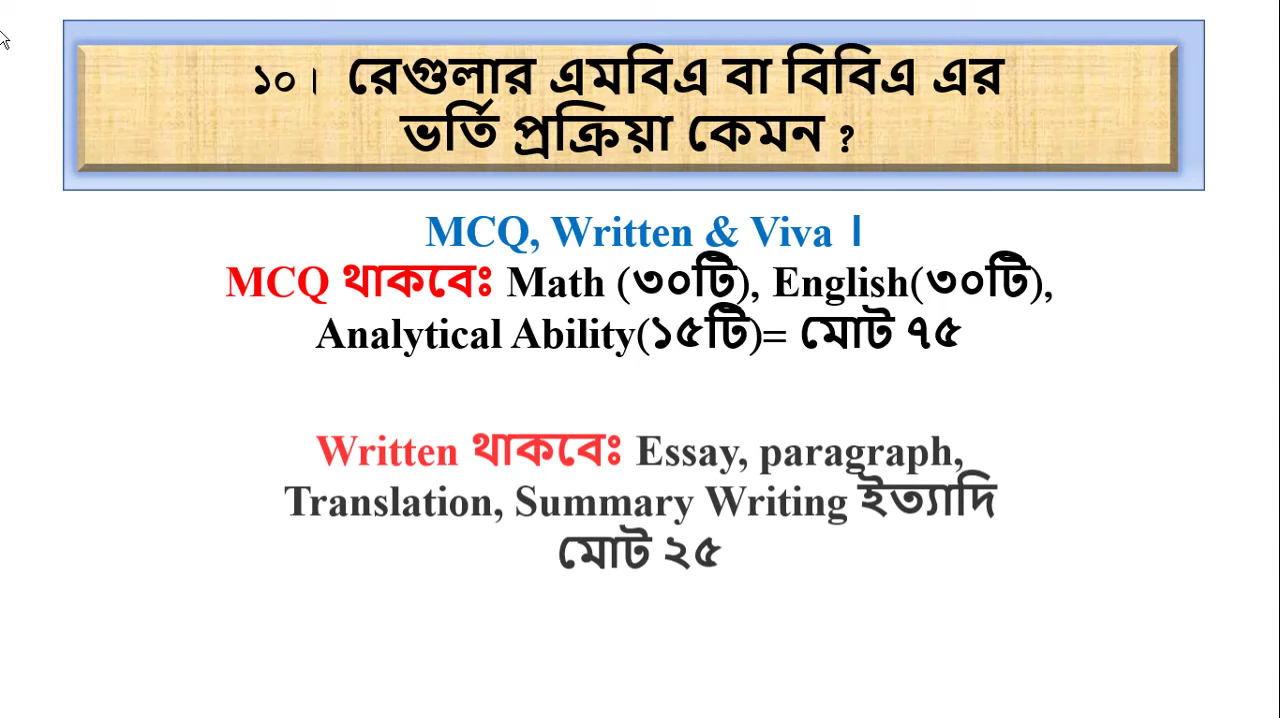 ১০। রেগুলার এমবিএ বা বিবিএ এর
ভর্তি প্রক্রিয়া কেমন ?
MCQ, Written & Viva ।
MCQ থাকবেঃ Math (৩০টি), English(৩০টি),
Analytical Ability(১৫টি)= মোট ৭৫
Written থাকবেঃ Essay, paragraph,
Translation, Summary Writing ইত্যাদি
মোট ২৫